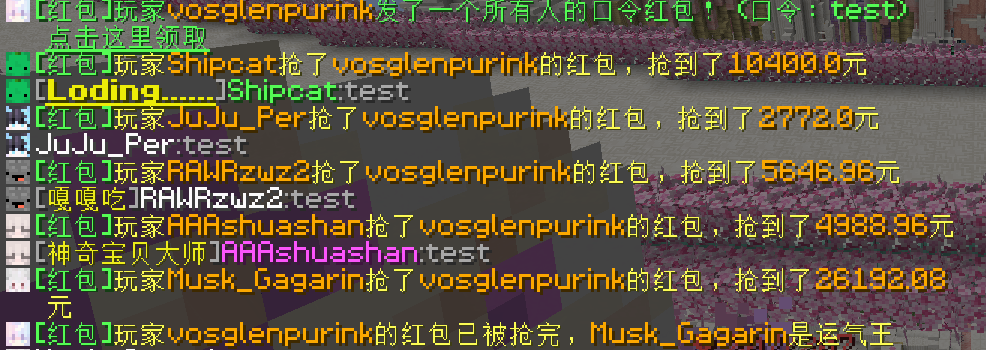 [红包]玩家vosglenpurink发了一个所有人的口令红包！（口令：test）
点击这里领取
[红包]玩家Shipcat抢了vosglenpurink的红包，抢到了10400.0元
[Loding......]Shipcat:test
[红包]玩家JuJu_Per抢了vosglenpurink的红包，抢到了2772.0元
JuJu_Per:test
[红包]玩家RAWRzwz2抢了vosglenpurink的红包，抢到了5646.96元
[嘎嘎吃]RAWRzwz2:test
[红包]玩家AAAshuashan抢了vosglenpurink的红包，抢到了4988.96元
[神奇宝贝大师]AAAshuashan:test
[红包]玩家Musk_Gagarin抢了vosglenpurink的红包，抢到了26192.08
元
[红包]玩家vosglenpurink的红包已被抢完，Musk_Gagarin是运气王